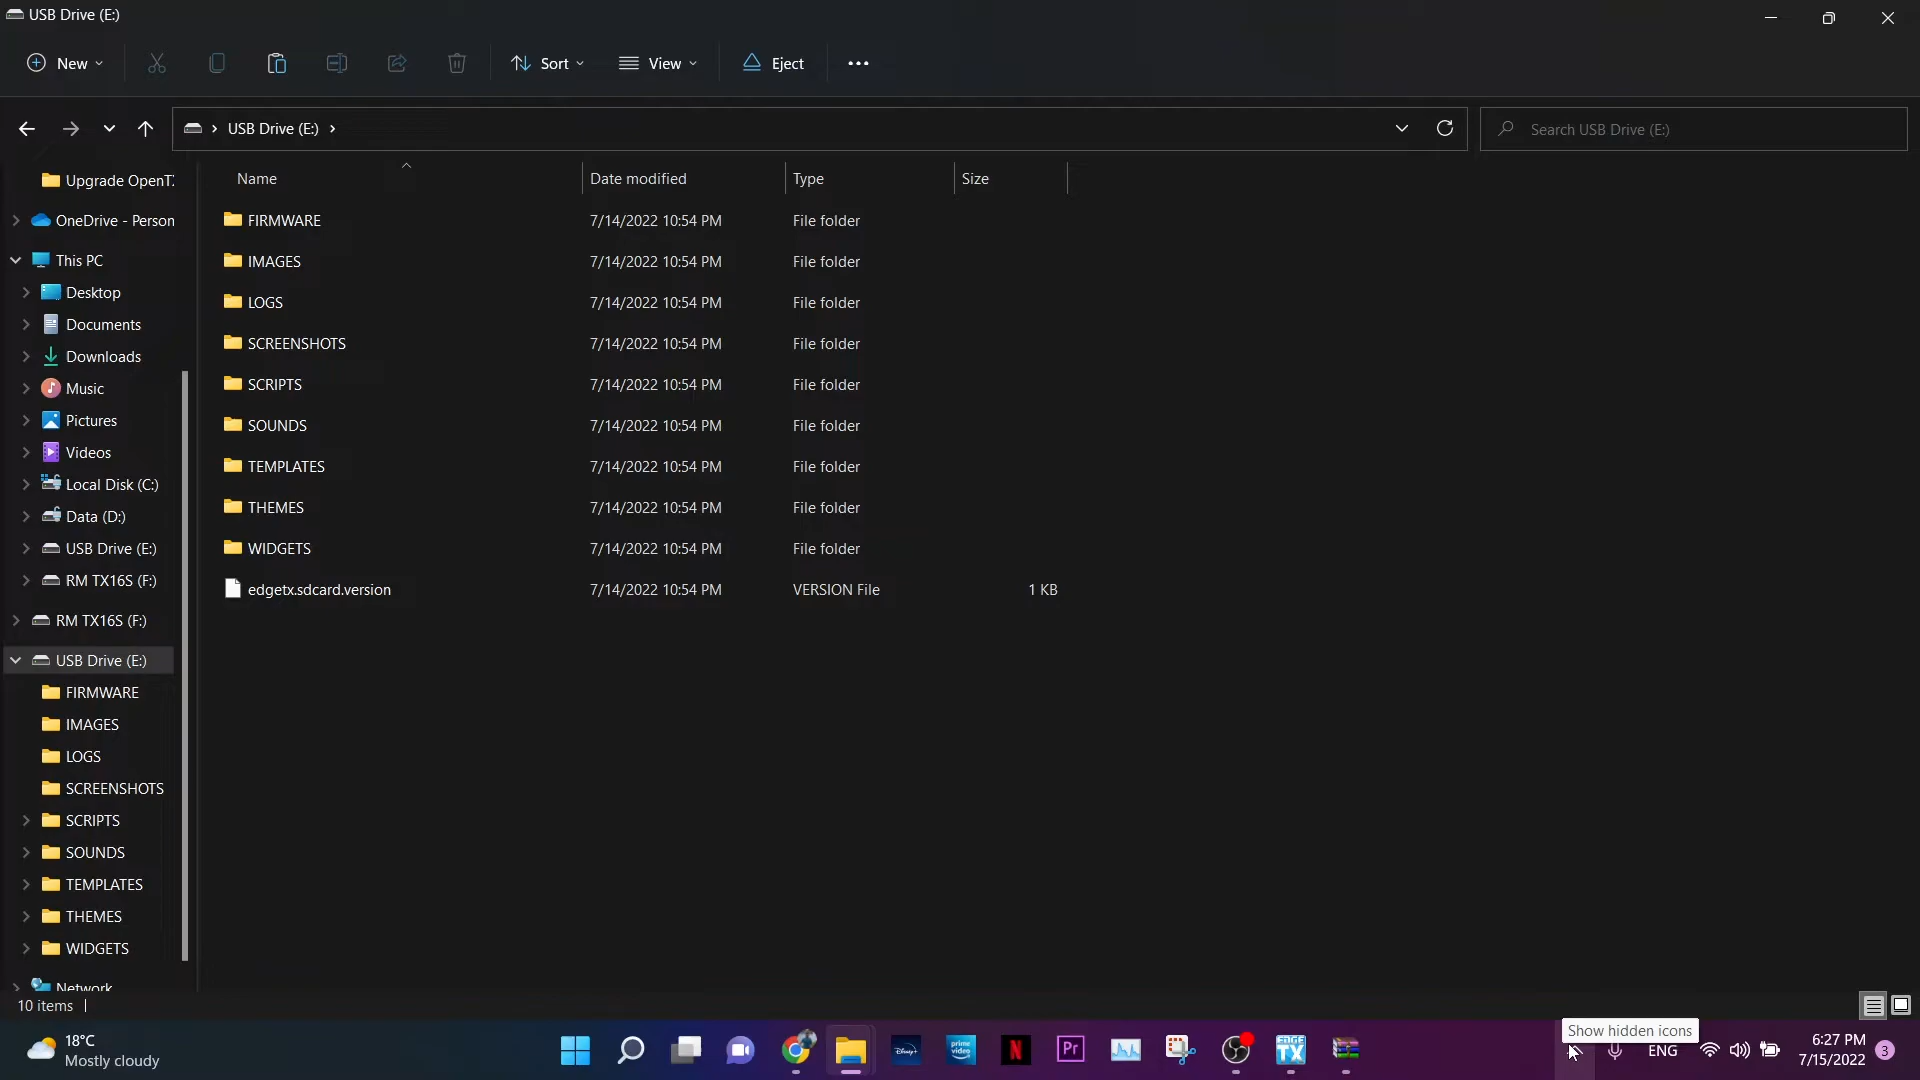 USB Drive (E:)
New
Sort
View
Eject
USB Drive (E:)
Search USB Drive (E:)
Name
Date modified
Type
Size
Upgrade OpenT
OneDrive - Person
This PC
Desktop
Documents
Downloads
Music
Pictures
Videos
Local Disk (C:)
Data (D:)
USB Drive (E:)
RM TX16S (F:)
RM TX16S (F:)
USB Drive (E:)
FIRMWARE
IMAGES
LOGS
SCREENSHOTS
SCRIPTS
SOUNDS
TEMPLATES
THEMES
WIDGETS
Network
FIRMWARE 7/14/2022 10:54 PM File folder
IMAGES 7/14/2022 10:54 PM File folder
LOGS 7/14/2022 10:54 PM File folder
SCREENSHOTS 7/14/2022 10:54 PM File folder
SCRIPTS 7/14/2022 10:54 PM File folder
SOUNDS 7/14/2022 10:54 PM File folder
TEMPLATES 7/14/2022 10:54 PM File folder
THEMES 7/14/2022 10:54 PM File folder
WIDGETS 7/14/2022 10:54 PM File folder
edgetx.sdcard.version 7/14/2022 10:54 PM VERSION File 1 KB
10 items
18°C
Mostly cloudy
Disney+
prime video
N
Pr
EDGE TX
Show hidden icons
ENG
6:27 PM
7/15/2022
3